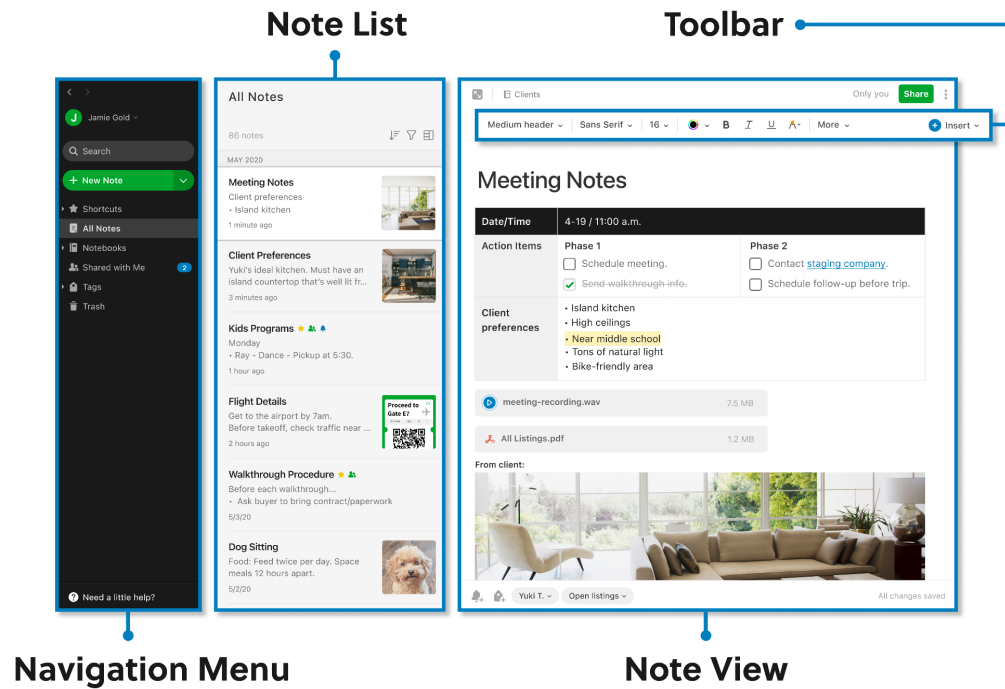 Note List
Toolbar
Jamie Gold
Search
New Note
Shortcuts
All Notes
Notebooks
Shared with Me 2
Tags
Trash
Need a little help?
All Notes
86 notes
MAY 2020
Meeting Notes
Client preferences
• Island kitchen
1 minute ago
Client Preferences
Yuki's ideal kitchen. Must have an
island countertop that's well lit fr...
3 minutes ago
Kids Programs
Monday
• Ray - Dance - Pickup at 5:30.
1 hour ago
Flight Details
Get to the airport by 7am.
Before takeoff, check traffic near ...
2 hours ago
Proceed to
Gate E7
Walkthrough Procedure
Before each walkthrough...
• Ask buyer to bring contract/paperwork
5/3/20
Dog Sitting
Food: Feed twice per day. Space
meals 12 hours apart.
5/2/20
Clients
Only you
Share
Medium header
Sans Serif
16
B I U A
More
Insert
Meeting Notes
Date/Time 4-19 / 11:00 a.m.
Action Items
Phase 1
Schedule meeting.
Send walkthrough info.
Phase 2
Contact staging company.
Schedule follow-up before trip.
Client
preferences
• Island kitchen
• High ceilings
• Near middle school
• Tons of natural light
• Bike-friendly area
meeting-recording.wav 7.5 MB
All Listings.pdf 1.2 MB
From client:
Yuki T.
Open listings
All changes saved
Navigation Menu
Note View